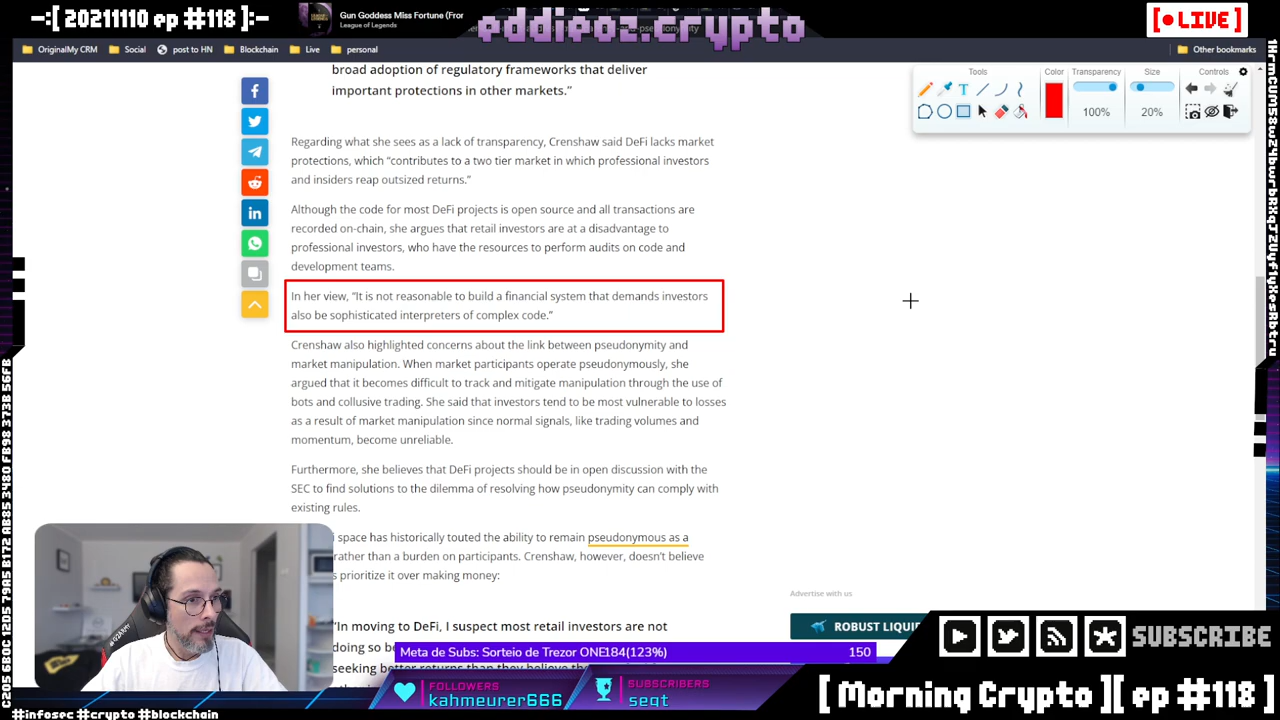 -:[ 20211110 ep #118 ]:-
Gun Goddess Miss Fortune (Fron
League of Legends
eddieoz.crypto
[● LIVE]
OriginalMy CRM
Social
post to HN
Blockchain
Live
personal
Other bookmarks
Tools
Color
Transparency
Size
Controls
100%
20%
broad adoption of regulatory frameworks that deliver
important protections in other markets.”
Regarding what she sees as a lack of transparency, Crenshaw said DeFi lacks market
protections, which “contributes to a two tier market in which professional investors
and insiders reap outsized returns.”
Although the code for most DeFi projects is open source and all transactions are
recorded on-chain, she argues that retail investors are at a disadvantage to
professional investors, who have the resources to perform audits on code and
development teams.
In her view, “It is not reasonable to build a financial system that demands investors
also be sophisticated interpreters of complex code.”
Crenshaw also highlighted concerns about the link between pseudonymity and
market manipulation. When market participants operate pseudonymously, she
argued that it becomes difficult to track and mitigate manipulation through the use of
bots and collusive trading. She said that investors tend to be most vulnerable to losses
as a result of market manipulation since normal signals, like trading volumes and
momentum, become unreliable.
Furthermore, she believes that DeFi projects should be in open discussion with the
SEC to find solutions to the dilemma of resolving how pseudonymity can comply with
existing rules.
i space has historically touted the ability to remain pseudonymous as a
rather than a burden on participants. Crenshaw, however, doesn’t believe
s prioritize it over making money:
“In moving to DeFi, I suspect most retail investors are not
doing so be
seeking better returns than they believe the
Advertise with us
ROBUST LIQUI
Meta de Subs: Sorteio de Trezor ONE184(123%)
150
FOLLOWERS
kahmeurer666
SUBSCRIBERS
seqt
SUBSCRIBE
[ Morning Crypto ][ ep #118 ]
#infosec #crypto #blockchain